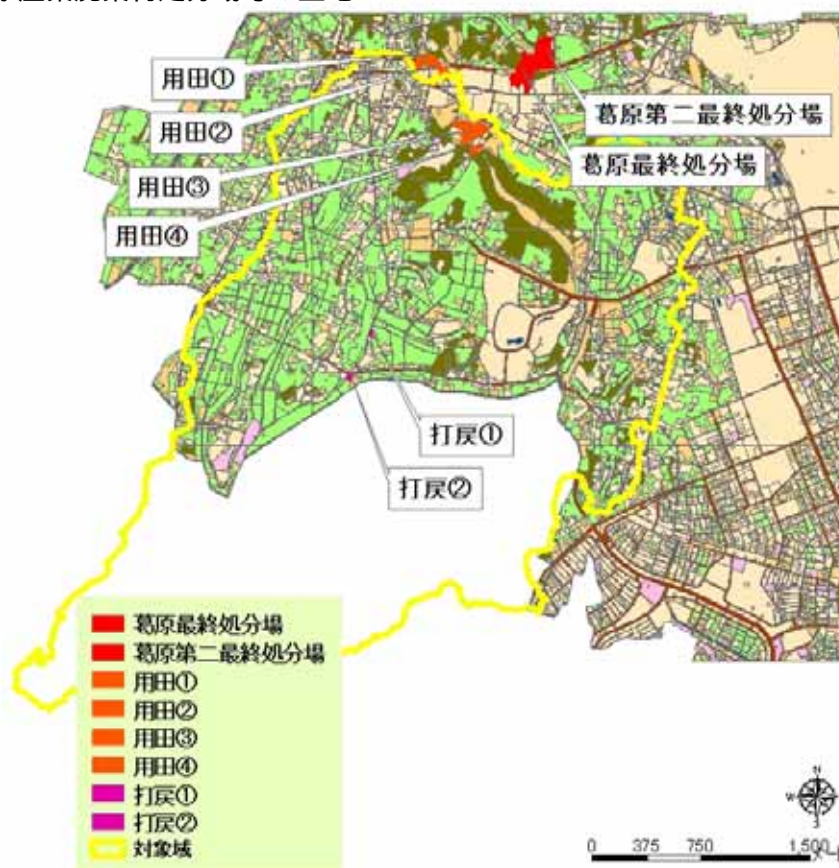 用田①
用田②
用田③
用田④
葛原第二最終処分場
葛原最終処分場
打戻①
打戻②
葛原最終処分場
葛原第二最終処分場
用田①
用田②
用田③
用田④
打戻①
打戻②
対象域
N
W
S
0 375 750 1,500